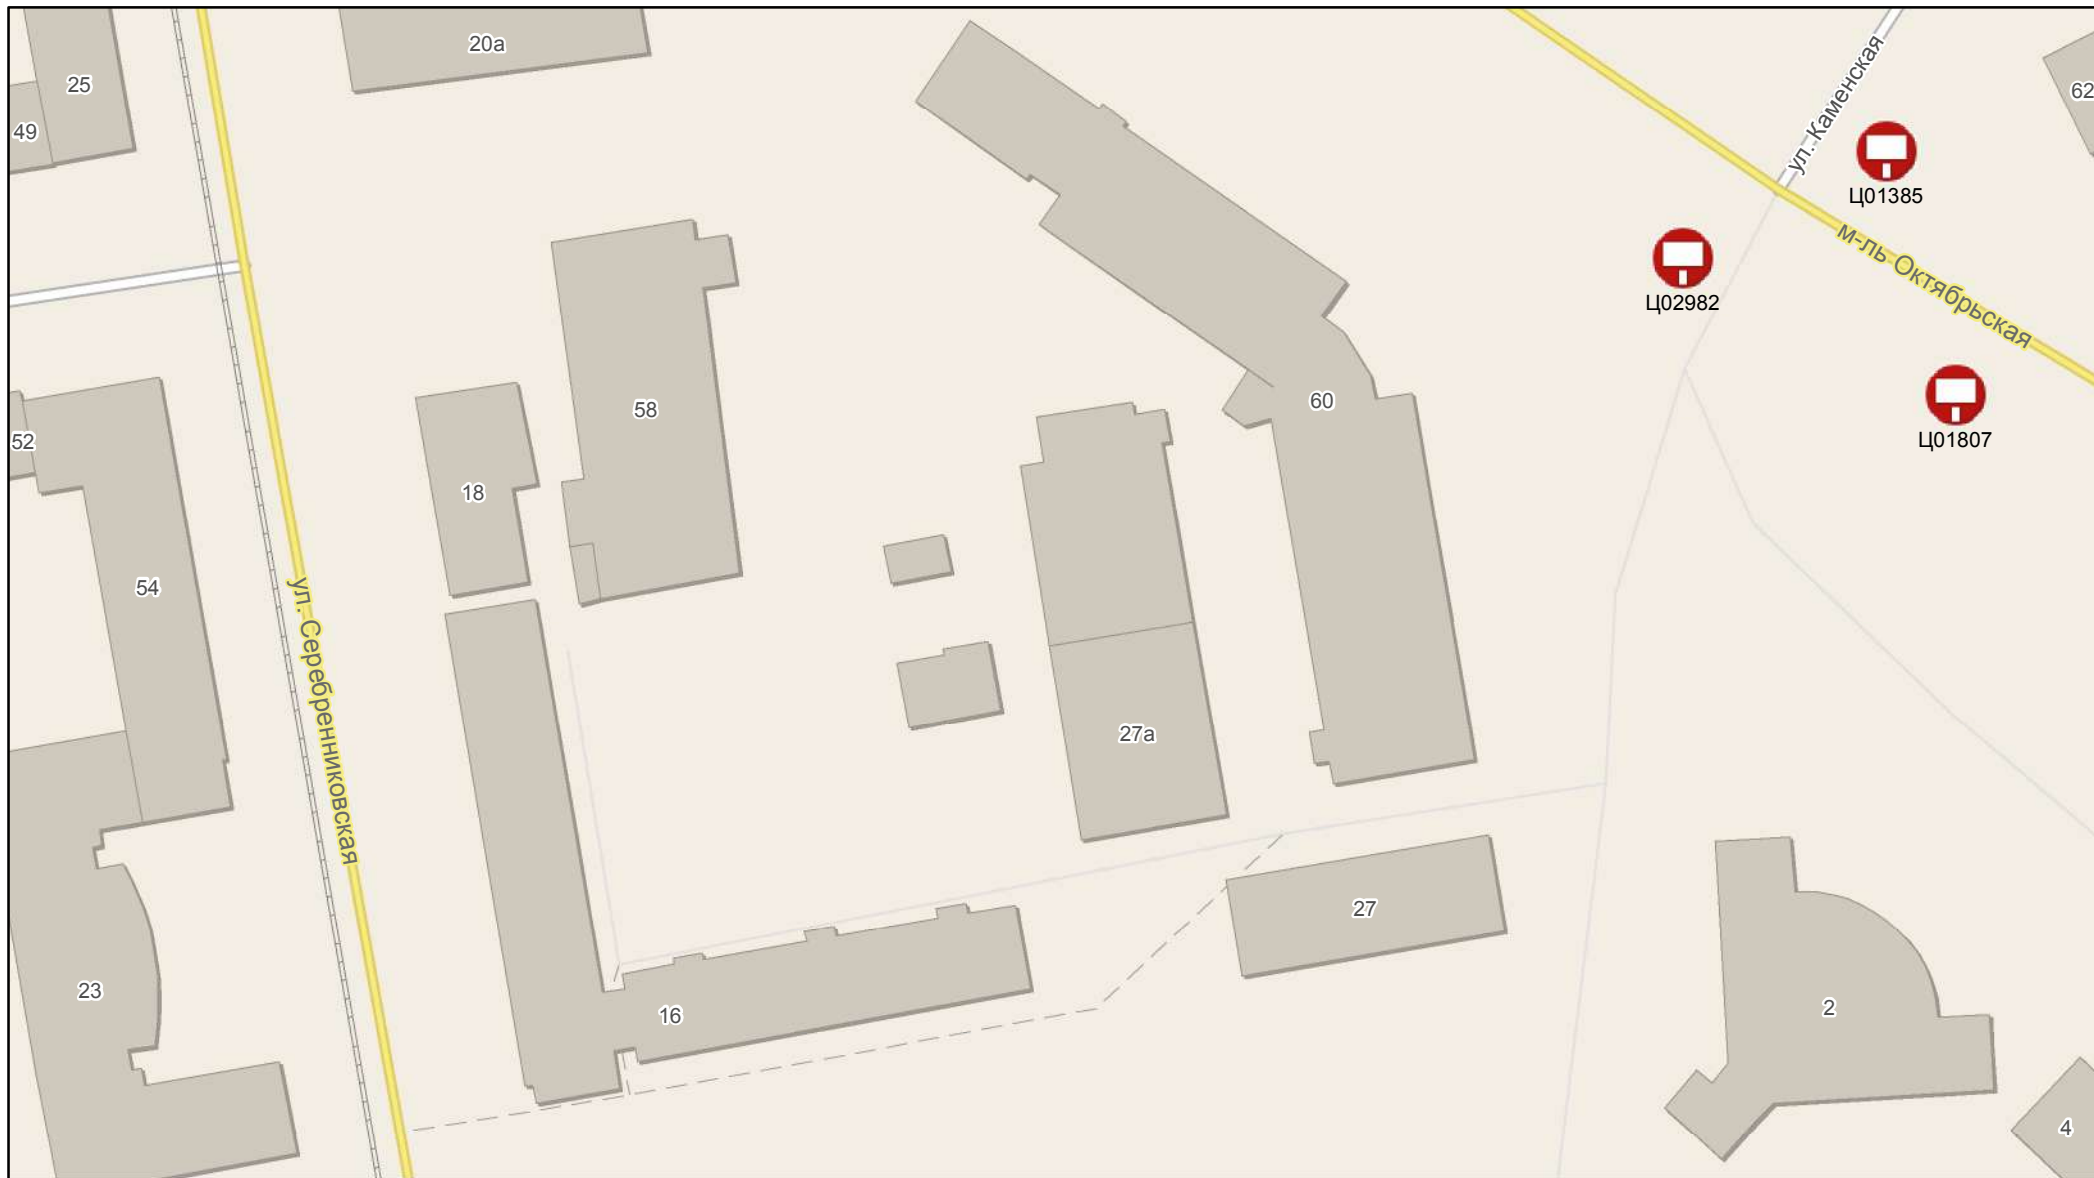 20а
25
49
ул. Каменская
62
Ц01385
м-ль Октябрьская
Ц02982
58
60
Ц01807
52
18
54
ул. Серебренниковская
27а
27
23
16
2
4